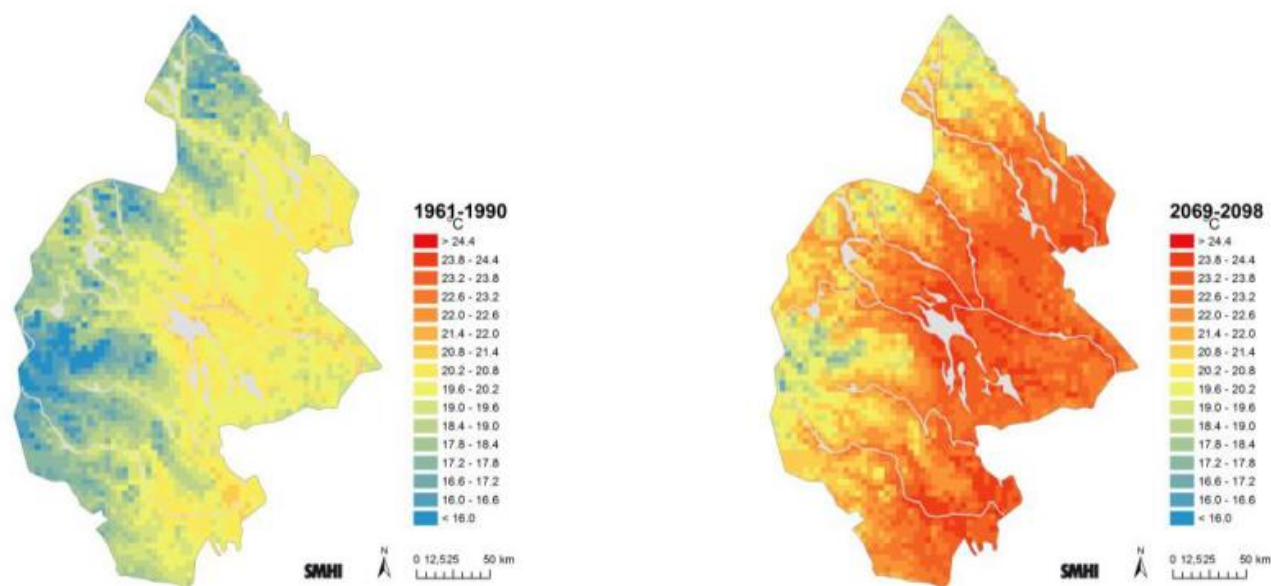 1961-1990
°C
> 24.4
23.8 - 24.4
23.2 - 23.8
22.6 - 23.2
22.0 - 22.6
21.4 - 22.0
20.8 - 21.4
20.2 - 20.8
19.6 - 20.2
19.0 - 19.6
18.4 - 19.0
17.8 - 18.4
17.2 - 17.8
16.6 - 17.2
16.0 - 16.6
< 16.0
SMHI
N
0 12,525 50 km
2069-2098
°C
> 24.4
23.8 - 24.4
23.2 - 23.8
22.6 - 23.2
22.0 - 22.6
21.4 - 22.0
20.8 - 21.4
20.2 - 20.8
19.6 - 20.2
19.0 - 19.6
18.4 - 19.0
17.8 - 18.4
17.2 - 17.8
16.6 - 17.2
16.0 - 16.6
< 16.0
SMHI
N
0 12,525 50 km